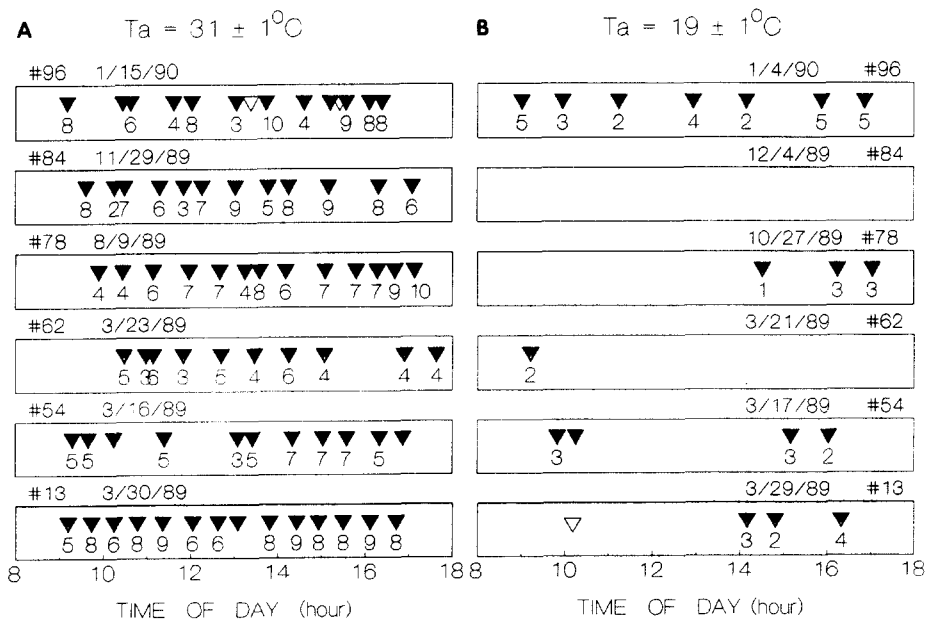 A Ta = 31 ± 1°C
#96 1/15/90
8 6 4 8 3 10 4 9 8 8
#84 11/29/89
8 2 7 6 3 7 9 5 8 9 8 6
#78 8/9/89
4 4 6 7 7 4 8 6 7 7 7 9 10
#62 3/23/89
5 3 6 3 5 4 6 4 4 4
#54 3/16/89
5 5 5 3 5 7 7 7 5
#13 3/30/89
5 8 6 8 9 6 6 8 9 8 8 9 8
8 10 12 14 16 18
TIME OF DAY (hour)
B Ta = 19 ± 1°C
1/4/90 #96
5 3 2 4 2 5 5
12/4/89 #84
10/27/89 #78
1 3 3
3/21/89 #62
2
3/17/89 #54
3 3 2
3/29/89 #13
3 2 4
10 12 14 16 18
TIME OF DAY (hour)